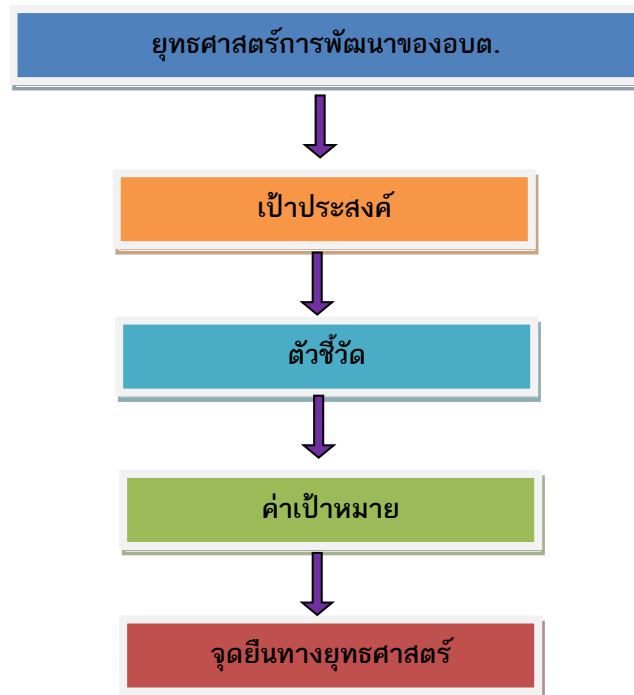 ยุทธศาสตร์การพัฒนาของอบต.
เป้าประสงค์
ตัวชี้วัด
ค่าเป้าหมาย
จุดยืนทางยุทธศาสตร์